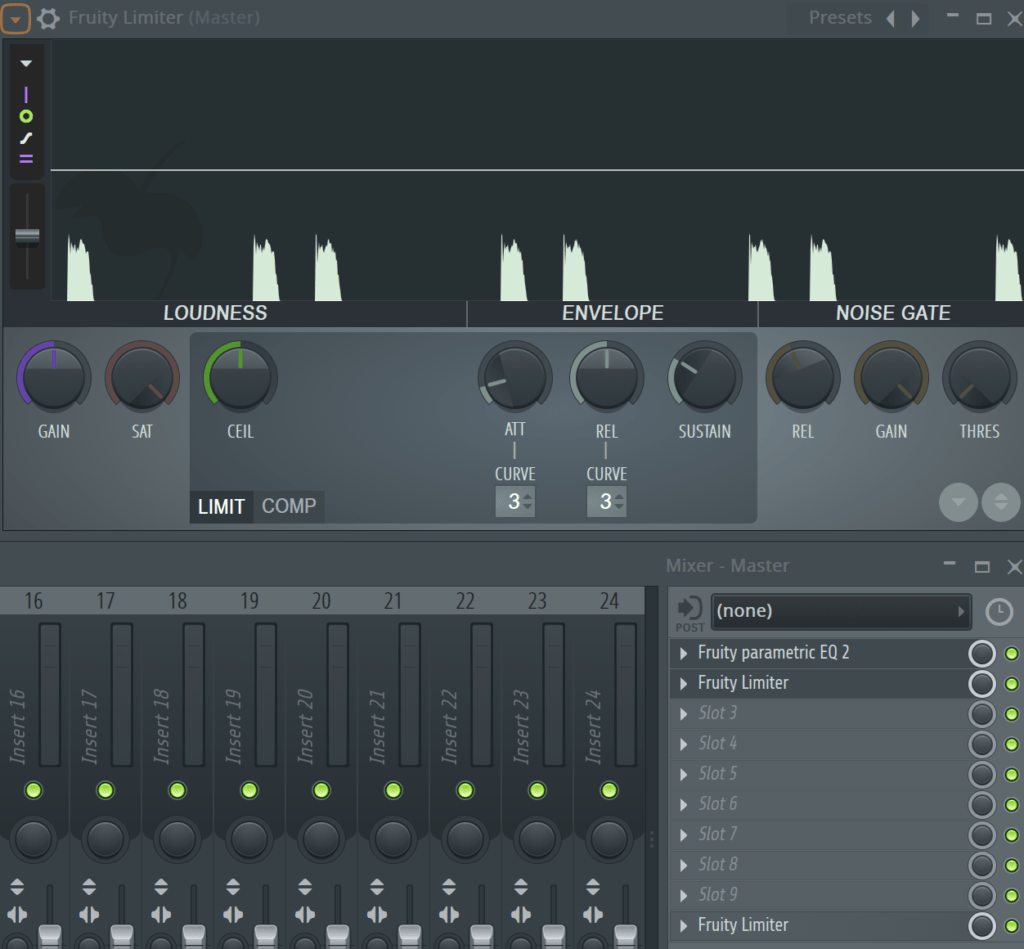 Fruity Limiter (Master)
Presets
LOUDNESS
ENVELOPE
NOISE GATE
GAIN
SAT
CEIL
ATT
REL
SUSTAIN
REL
GAIN
THRES
CURVE
CURVE
3
3
LIMIT
COMP
Mixer - Master
16
17
18
19
20
21
22
23
24
POST
(none)
Fruity parametric EQ 2
Fruity Limiter
Slot 3
Slot 4
Slot 5
Slot 6
Slot 7
Slot 8
Slot 9
Fruity Limiter
Insert 16
Insert 17
Insert 18
Insert 19
Insert 20
Insert 21
Insert 22
Insert 23
Insert 24